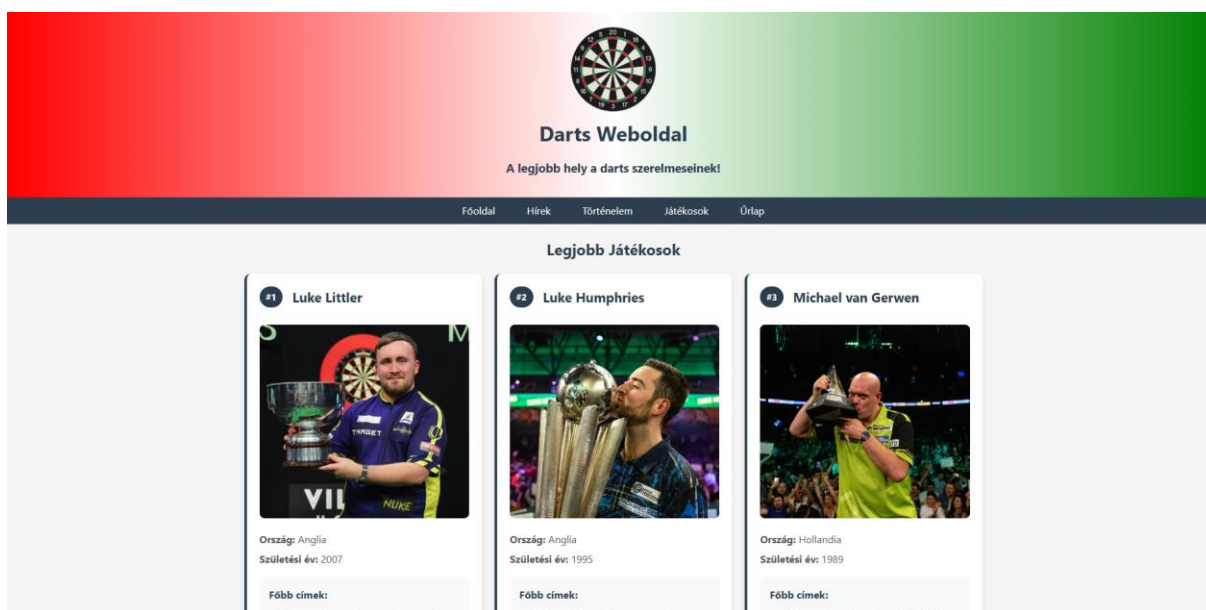 Darts Weboldal
A legjobb hely a darts szerelmeseinek!
Főoldal Hírek Történelem Játékosok Űrlap
Legjobb Játékosok
#1 Luke Littler
TARGET
NUKE
Ország: Anglia
Születési év: 2007
Főbb címek:
#2 Luke Humphries
Ország: Anglia
Születési év: 1995
Főbb címek:
#3 Michael van Gerwen
Ország: Hollandia
Születési év: 1989
Főbb címek: